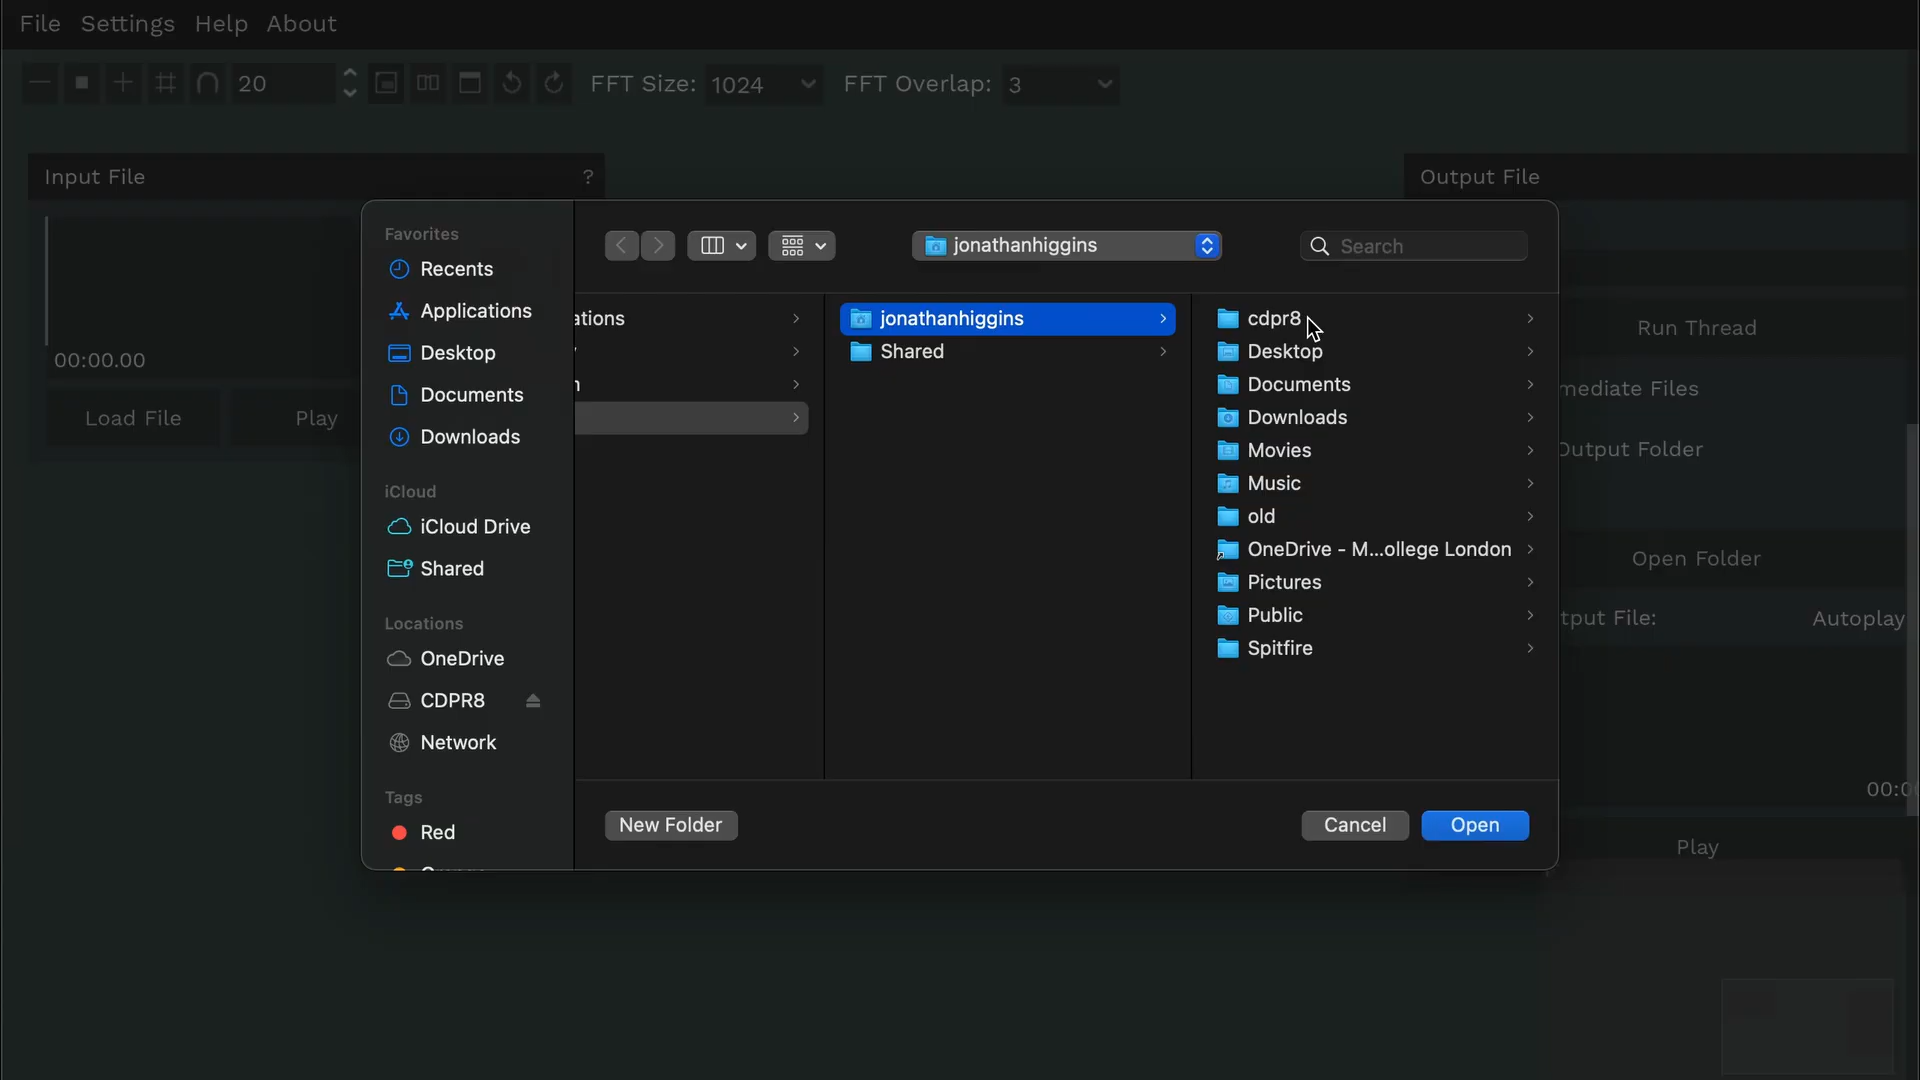 File Settings Help About
20 FFT Size: 1024 FFT Overlap: 3
Input File ?
Output File
00:00.00
Load File Play
Run Thread
mediate Files
Output Folder
Open Folder
tput File: Autoplay
Play
Favorites
Recents
Applications
Desktop
Documents
Downloads
iCloud
iCloud Drive
Shared
Locations
OneDrive
CDPR8
Network
Tags
Red
jonathanhiggins
Search
ations
jonathanhiggins
Shared
cdpr8
Desktop
Documents
Downloads
Movies
Music
old
OneDrive - M...ollege London
Pictures
Public
Spitfire
New Folder
Cancel Open